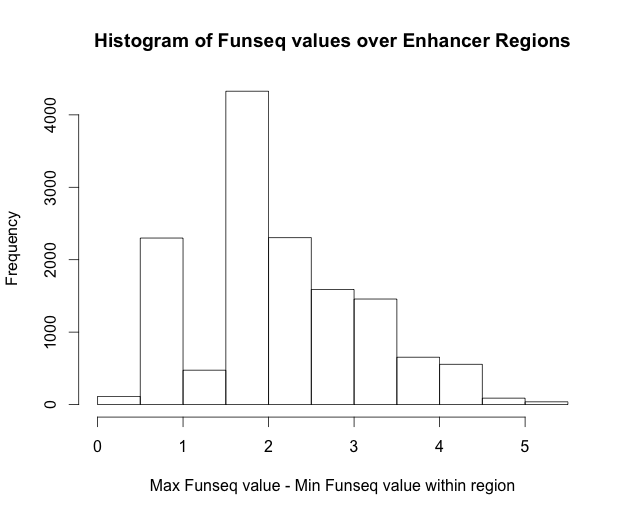 Histogram of Funseq values over Enhancer Regions
Frequency
4000
3000
2000
1000
0
0 1 2 3 4 5
Max Funseq value - Min Funseq value within region